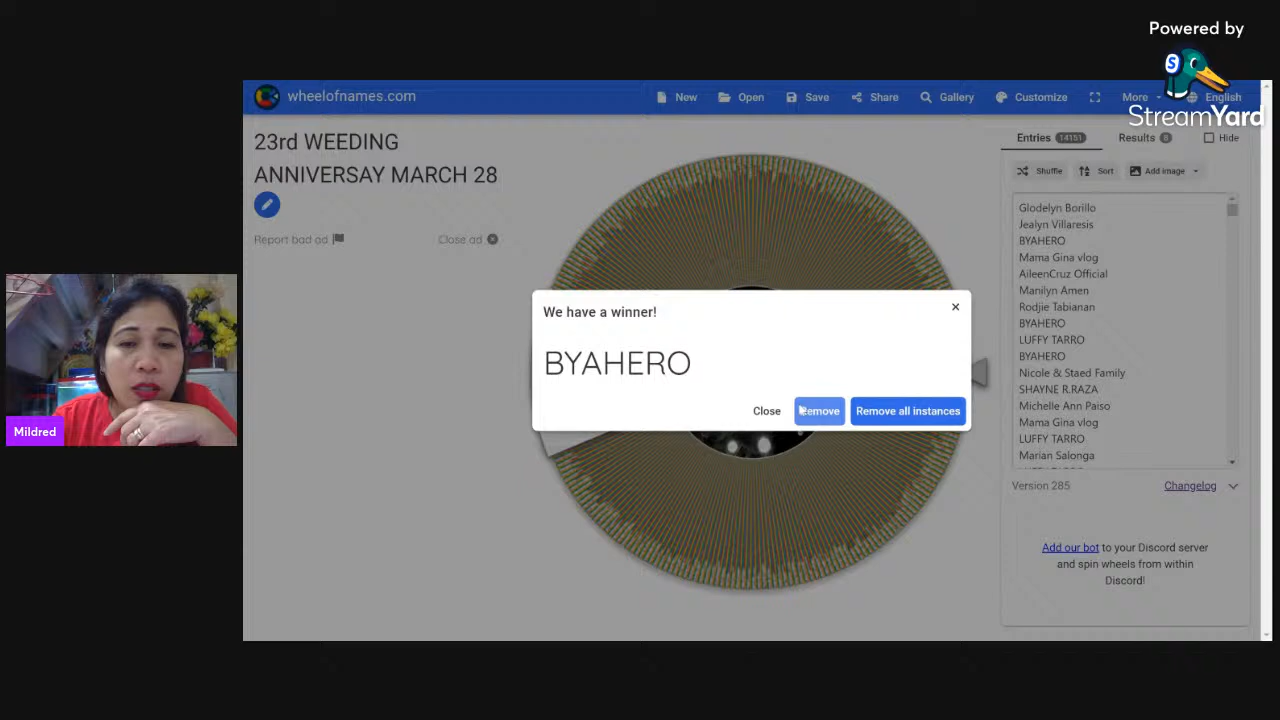 Powered by
StreamYard
wheelofnames.com
New
Open
Save
Share
Gallery
Customize
More
English
23rd WEEDING
ANNIVERSAY MARCH 28
Report bad ad
Close ad
Entries 14151
Results 8
Hide
Shuffle
Sort
Add image
Glodelyn Borillo
Jealyn Villaresis
BYAHERO
Mama Gina vlog
AileenCruz Official
Manilyn Amen
Rodjie Tabianan
BYAHERO
LUFFY TARRO
BYAHERO
Nicole & Staed Family
SHAYNE R.RAZA
Michelle Ann Paiso
Mama Gina vlog
LUFFY TARRO
Marian Salonga
We have a winner!
BYAHERO
Close
Remove
Remove all instances
Mildred
Version 285
Changelog
Add our bot to your Discord server
and spin wheels from within
Discord!